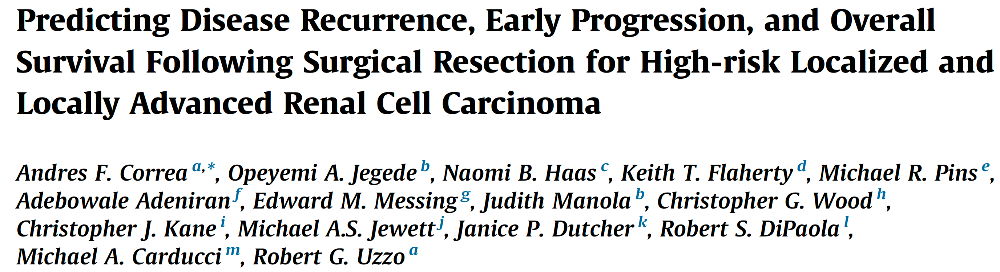 Predicting Disease Recurrence, Early Progression, and Overall
Survival Following Surgical Resection for High-risk Localized and
Locally Advanced Renal Cell Carcinoma
Andres F. Correa a,*, Opeyemi A. Jegede b, Naomi B. Haas c, Keith T. Flaherty d, Michael R. Pins e,
Adebowale Adeniran f, Edward M. Messing g, Judith Manola b, Christopher G. Wood h,
Christopher J. Kane i, Michael A.S. Jewett j, Janice P. Dutcher k, Robert S. DiPaola l,
Michael A. Carducci m, Robert G. Uzzo a